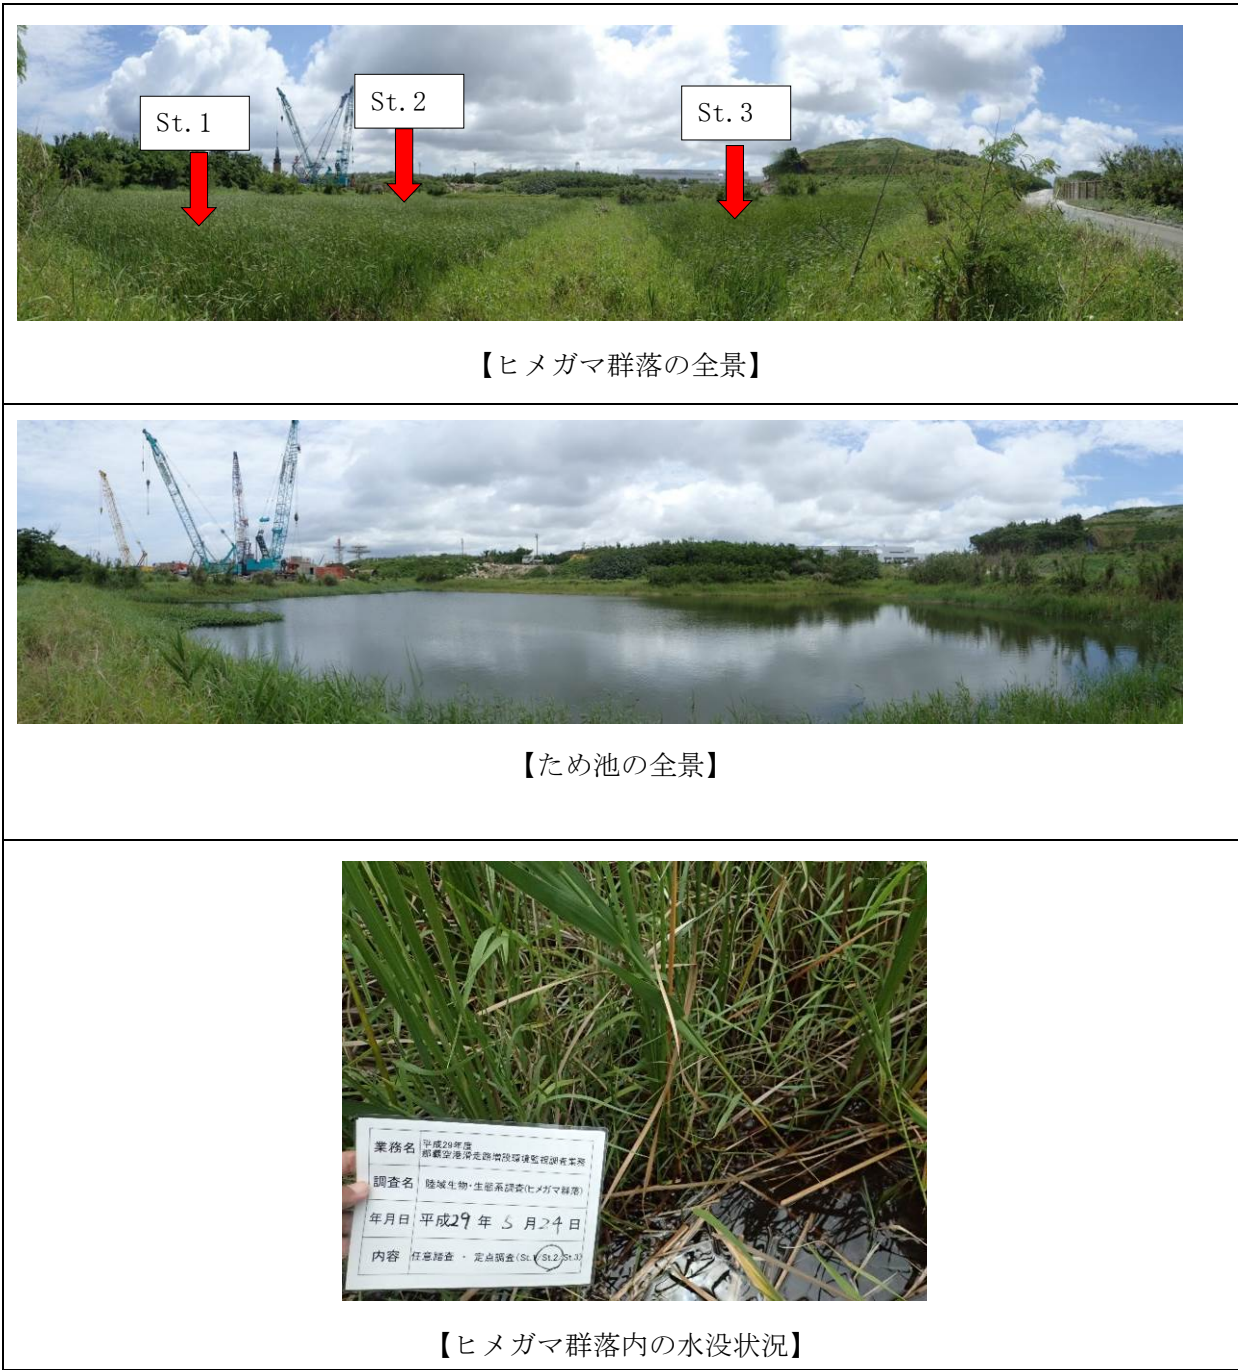 St.1
St.2
St.3
【ヒメガマ群落の全景】
【ため池の全景】
業務名 平成29年度
那覇空港滑走路増設環境監視調査業務
調査名 陸域生物・生態系調査(ヒメガマ群落)
年月日 平成29年5月24日
内容 任意踏査 ・ 定点調査(St.1/St.2/St.3)
【ヒメガマ群落内の水没状況】